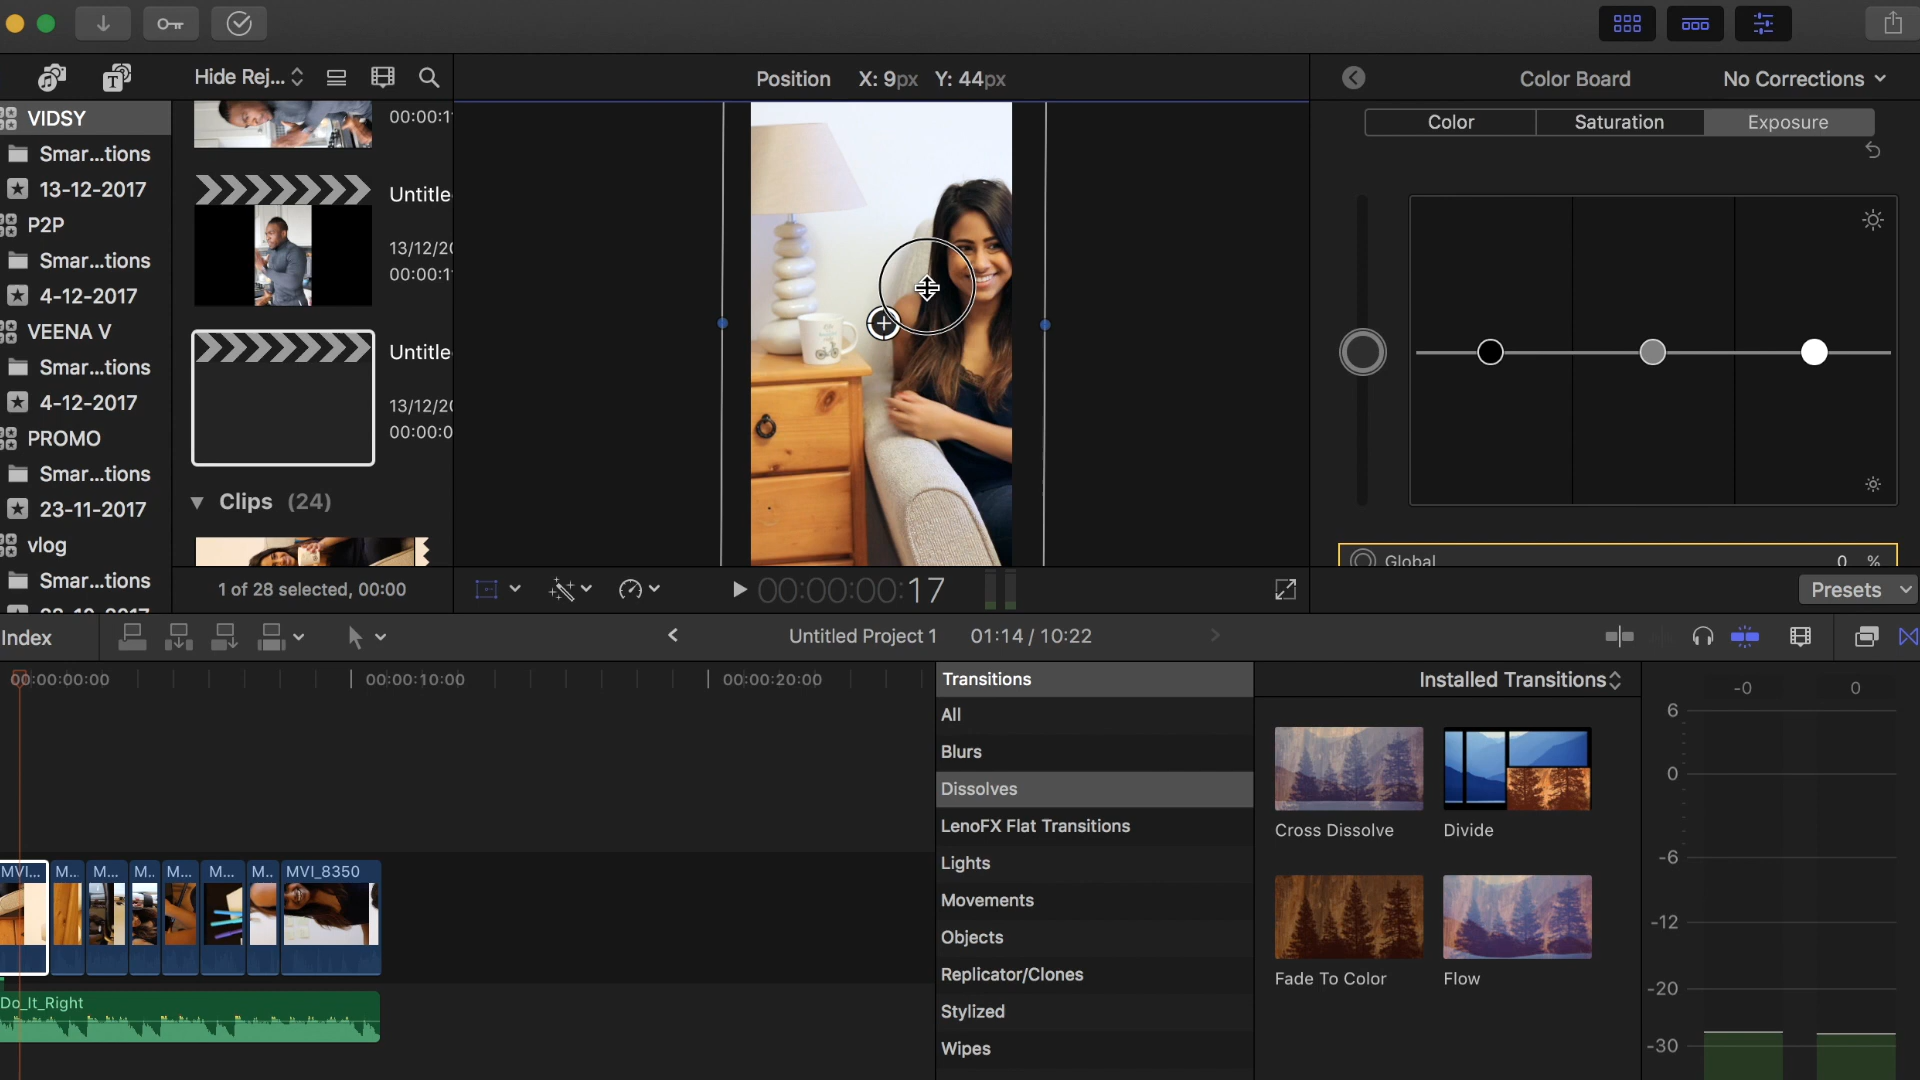 Hide Rej...
Position X: 9px Y: 44px
Color Board
No Corrections
VIDSY
Smar...tions
13-12-2017
P2P
Smar...tions
4-12-2017
VEENA V
Smar...tions
4-12-2017
PROMO
Smar...tions
23-11-2017
vlog
Smar...tions
00:00:1
Untitle
13/12/20
00:00:1
Untitle
13/12/20
00:00:0
Clips (24)
1 of 28 selected, 00:00
Color
Saturation
Exposure
Global 0 %
00:00:00:17
Presets
Index
Untitled Project 1 01:14 / 10:22
00:00:00:00
00:00:10:00
00:00:20:00
MVI...
M...
M...
M..
M...
M...
M..
MVI_8350
Do_It_Right
Transitions
All
Blurs
Dissolves
LenoFX Flat Transitions
Lights
Movements
Objects
Replicator/Clones
Stylized
Wipes
Installed Transitions
Cross Dissolve
Divide
Fade To Color
Flow
-0 0
6
0
-6
-12
-20
-30